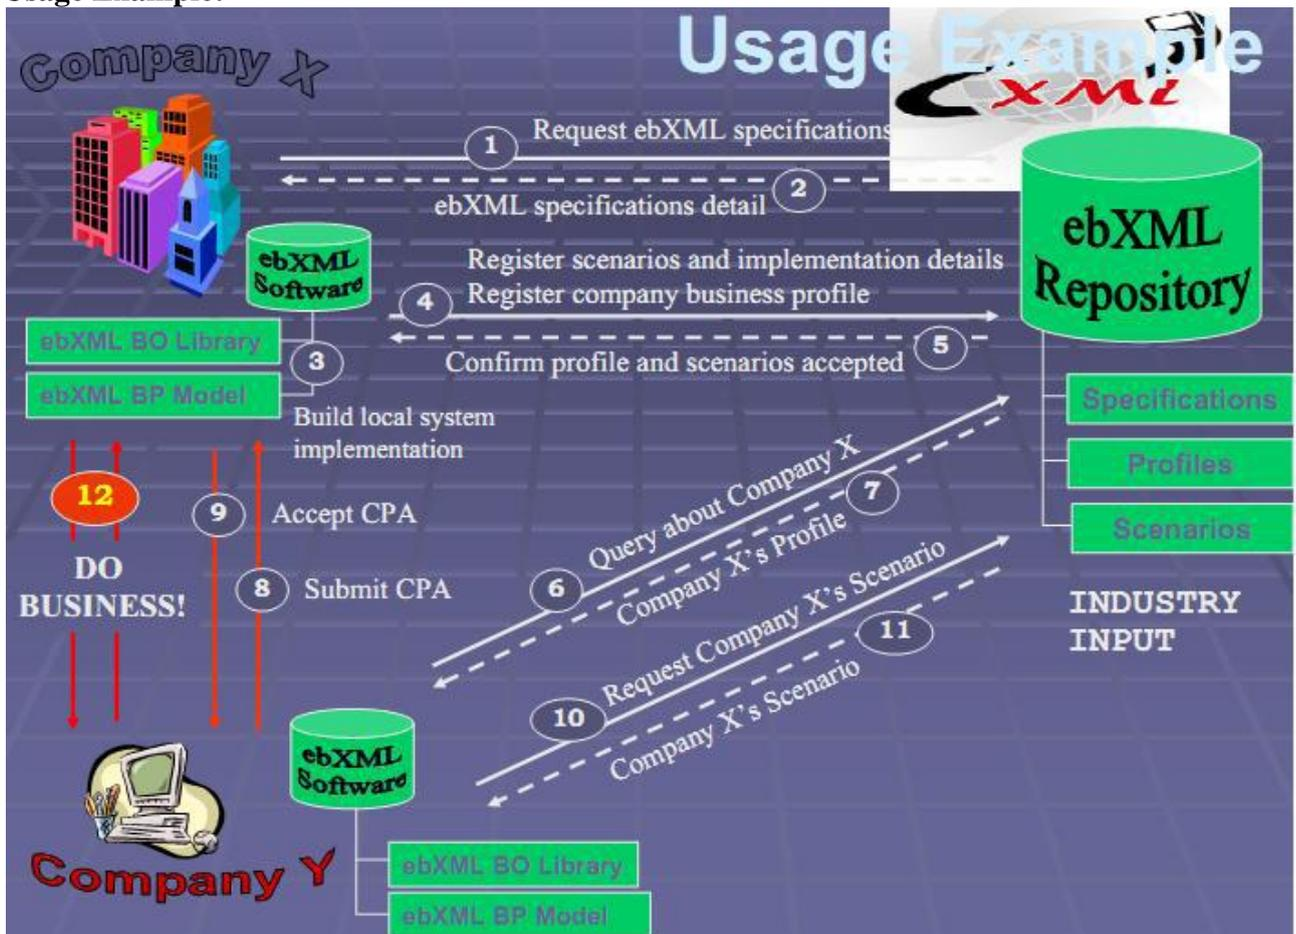 Usage Example:
Usage Example
Company X
XML
1
Request ebXML specifications
2
ebXML specifications detail
ebXML
Repository
ebXML
Software
Register scenarios and implementation details
4
Register company business profile
5
Confirm profile and scenarios accepted
ebXML BO Library
3
ebXML BP Model
Build local system
implementation
Specifications
Profiles
Scenarios
INDUSTRY
INPUT
12
DO
BUSINESS!
9
Accept CPA
8
Submit CPA
6
Query about Company X
7
Company X's Profile
10
Request Company X's Scenario
11
Company X's Scenario
ebXML
Software
Company Y
ebXML BO Library
ebXML BP Model